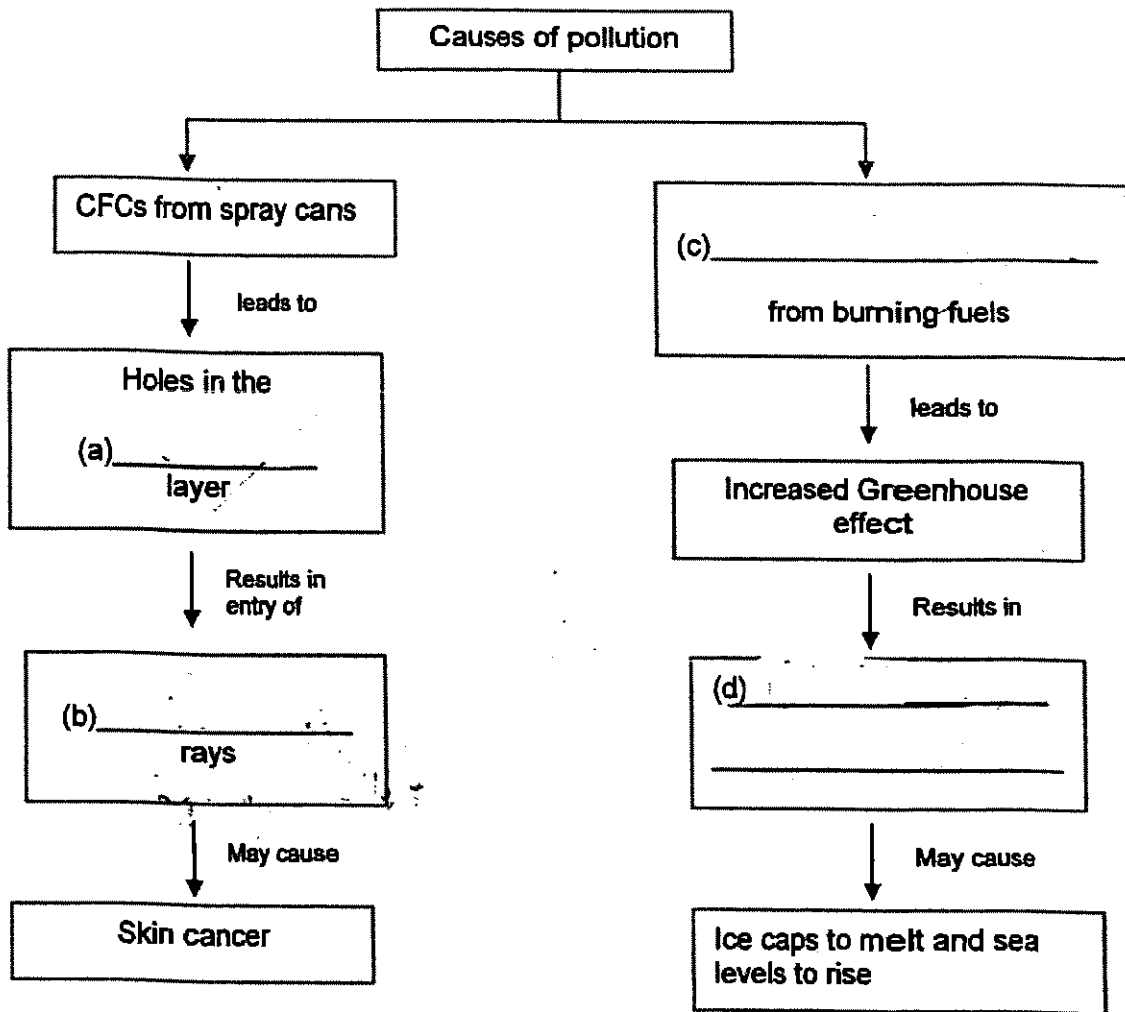 Causes of pollution
CFCs from spray cans
leads to
Holes in the
(a)
layer
Results in
entry of
(b)
rays
May cause
Skin cancer
(c)
from burning fuels
leads to
Increased Greenhouse
effect
Results in
(d)
May cause
Ice caps to melt and sea
levels to rise